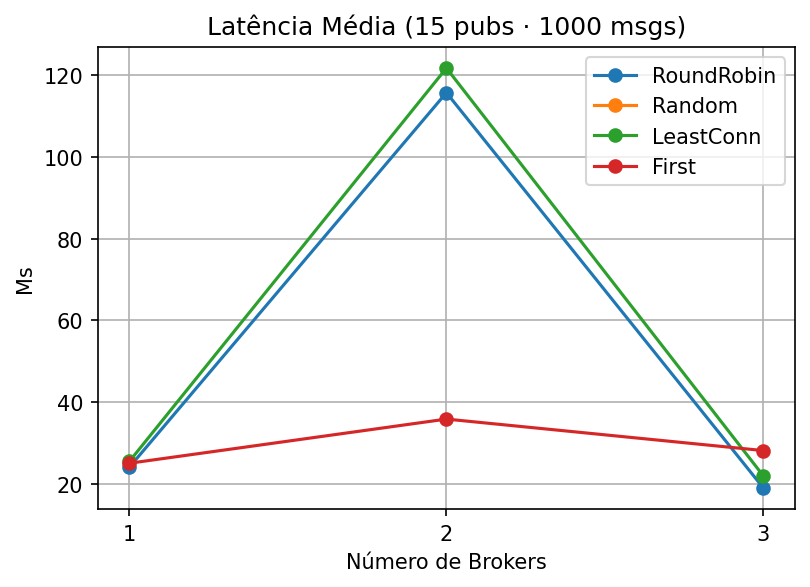 Latência Média (15 pubs · 1000 msgs)
RoundRobin
Random
LeastConn
First
120
100
80
60
40
20
Ms
1
2
3
Número de Brokers